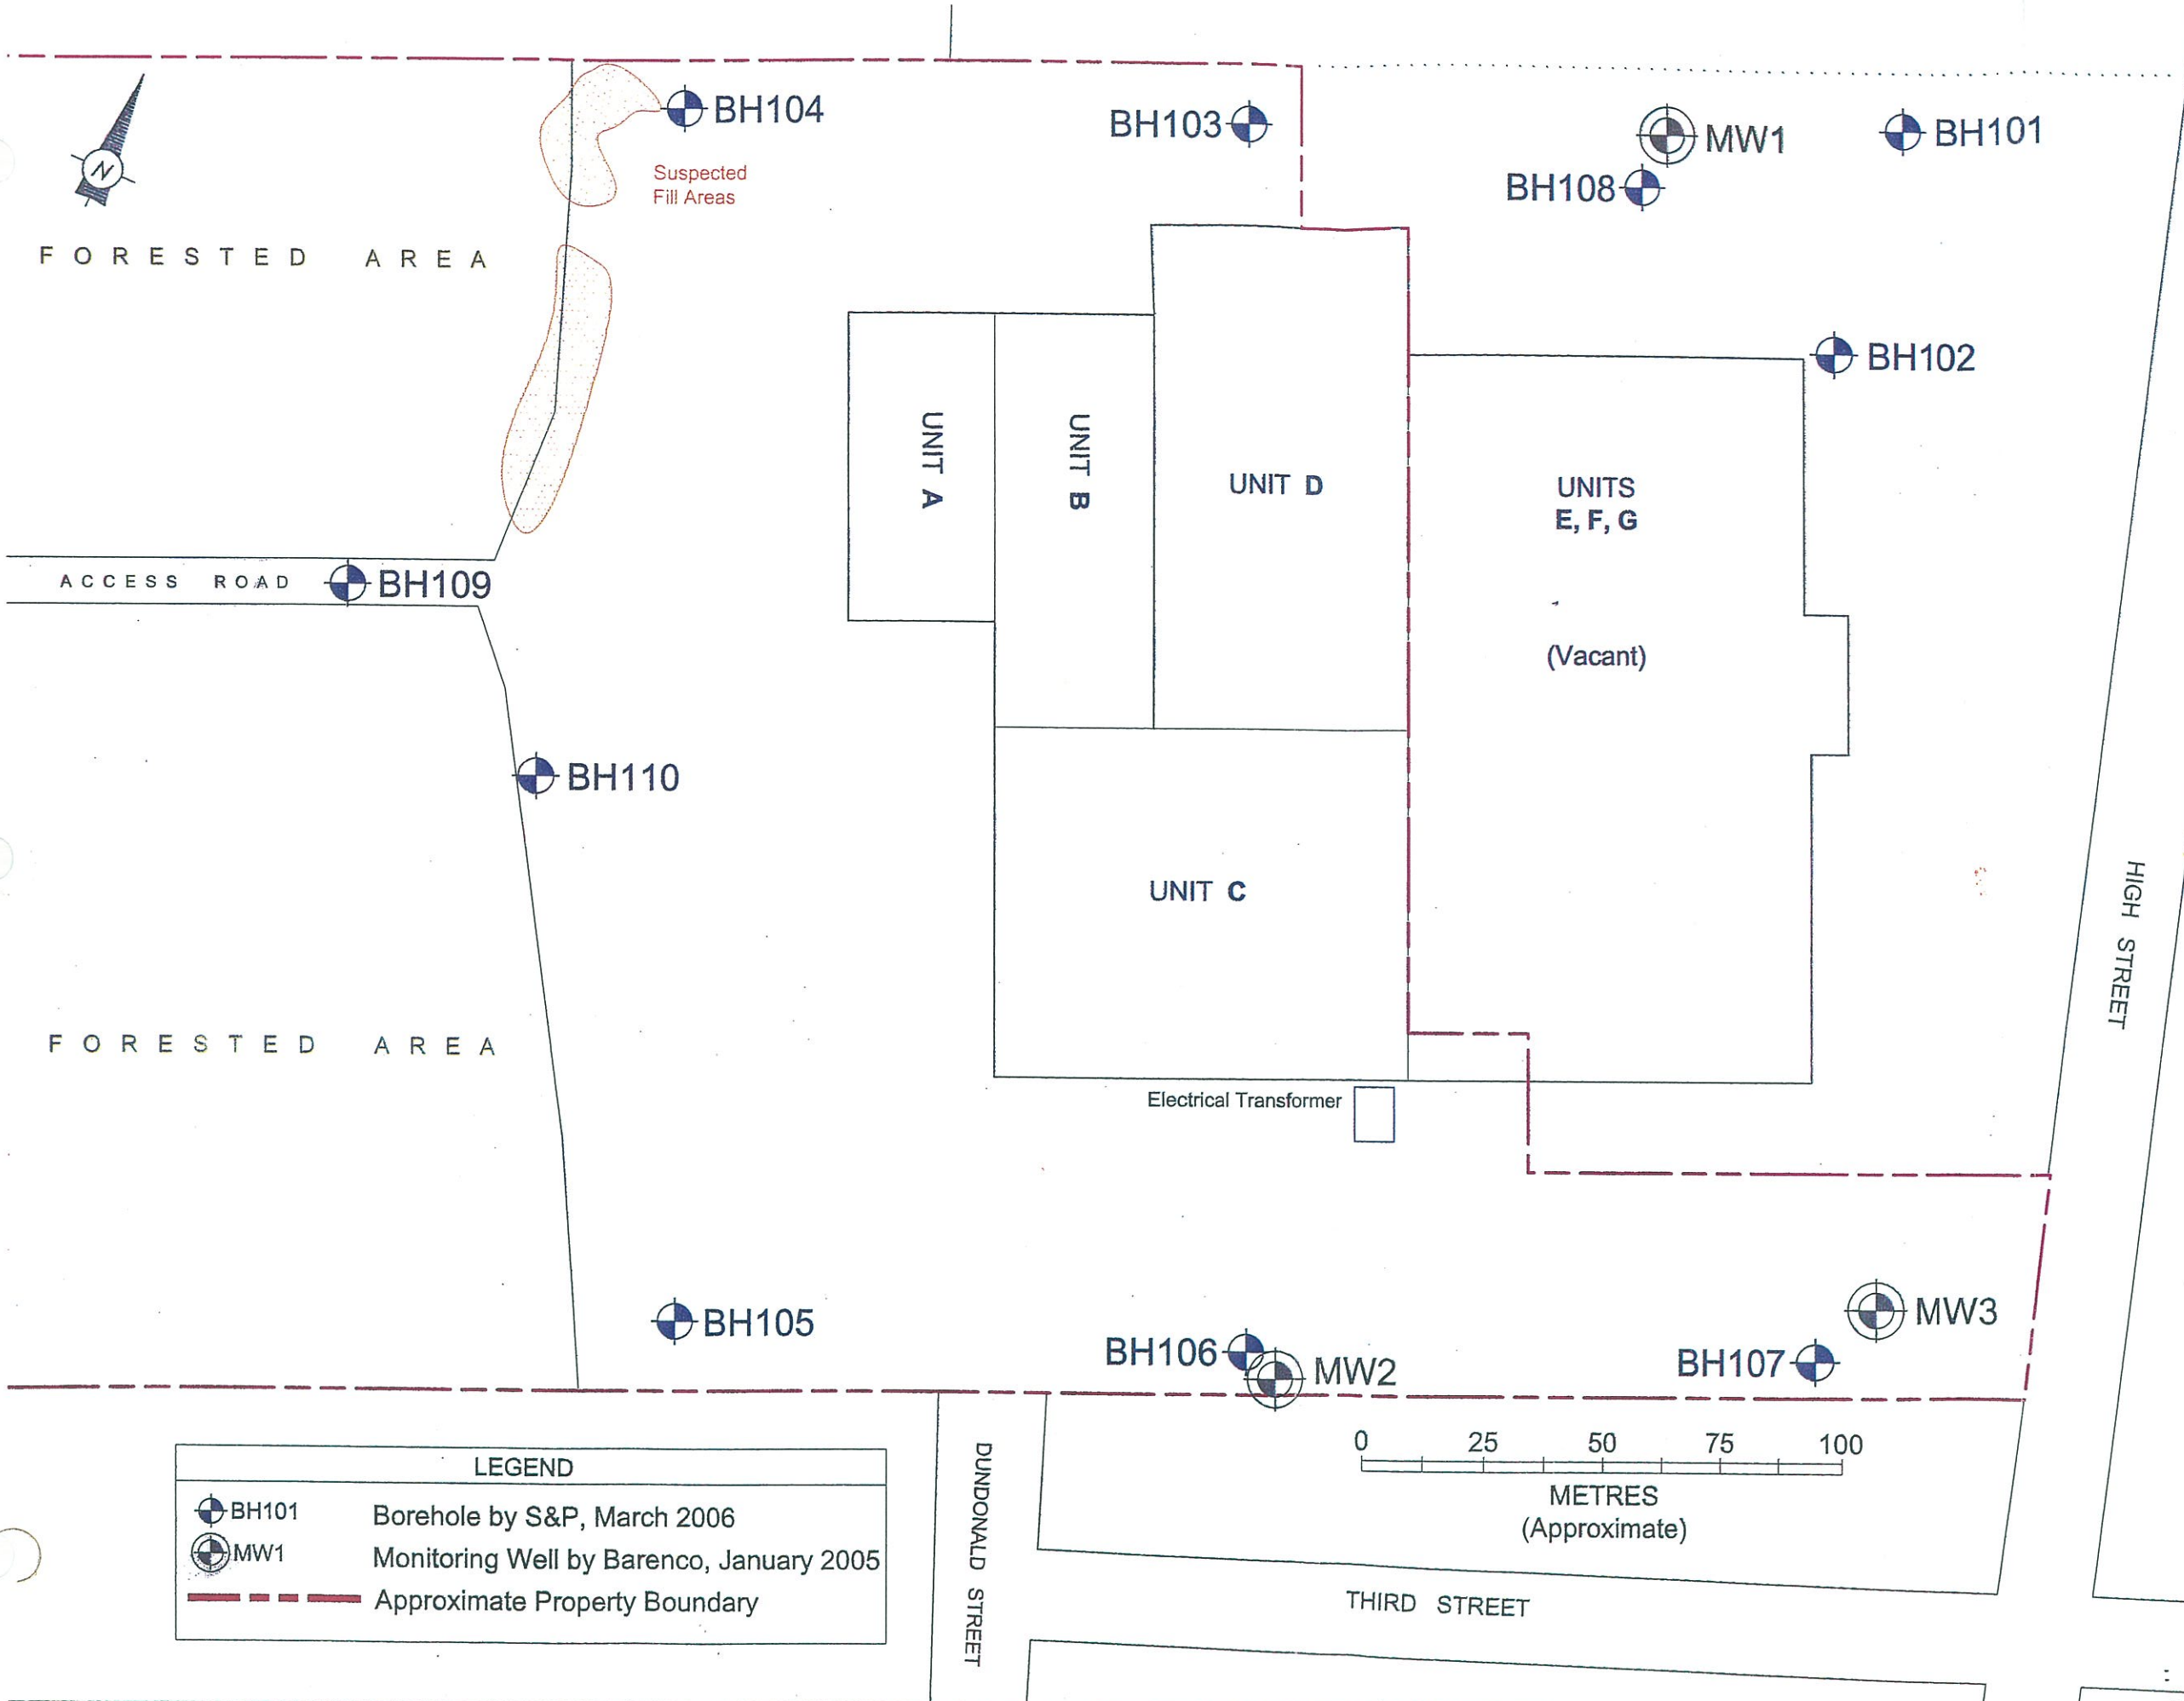 BH104
BH103
MW1
BH101
BH108
Suspected
Fill Areas
N
FORESTED AREA
BH102
UNIT A
UNIT B
UNIT D
UNITS
E, F, G
(Vacant)
ACCESS ROAD
BH109
BH110
UNIT C
HIGH STREET
FORESTED AREA
Electrical Transformer
BH105
BH106
MW2
BH107
MW3
0 25 50 75 100
METRES
(Approximate)
LEGEND
BH101 Borehole by S&P, March 2006
MW1 Monitoring Well by Barenco, January 2005
Approximate Property Boundary
DUNDONALD STREET
THIRD STREET